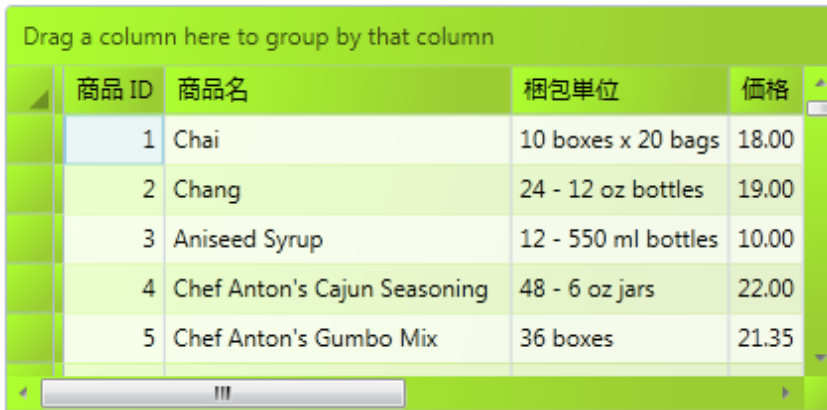 Drag a column here to group by that column
商品 ID 商品名 梱包単位 価格
1 Chai 10 boxes x 20 bags 18.00
2 Chang 24 - 12 oz bottles 19.00
3 Aniseed Syrup 12 - 550 ml bottles 10.00
4 Chef Anton's Cajun Seasoning 48 - 6 oz jars 22.00
5 Chef Anton's Gumbo Mix 36 boxes 21.35